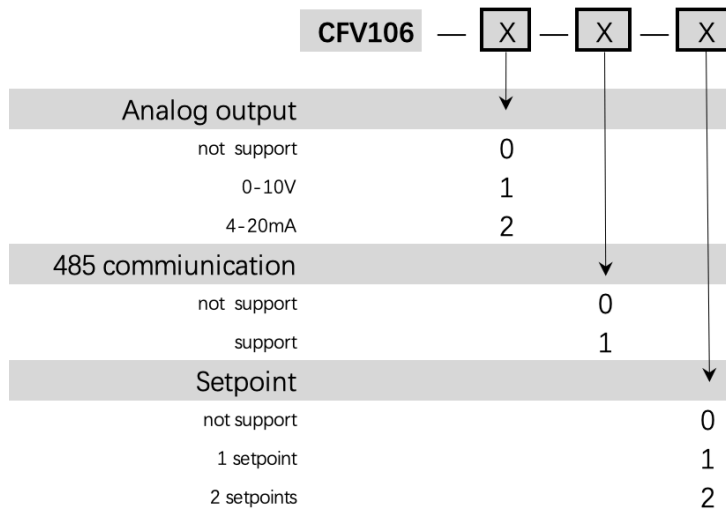 CFV106 — X — X — X
Analog output
not support 0
0-10V 1
4-20mA 2
485 commiunication
not support 0
support 1
Setpoint
not support 0
1 setpoint 1
2 setpoints 2